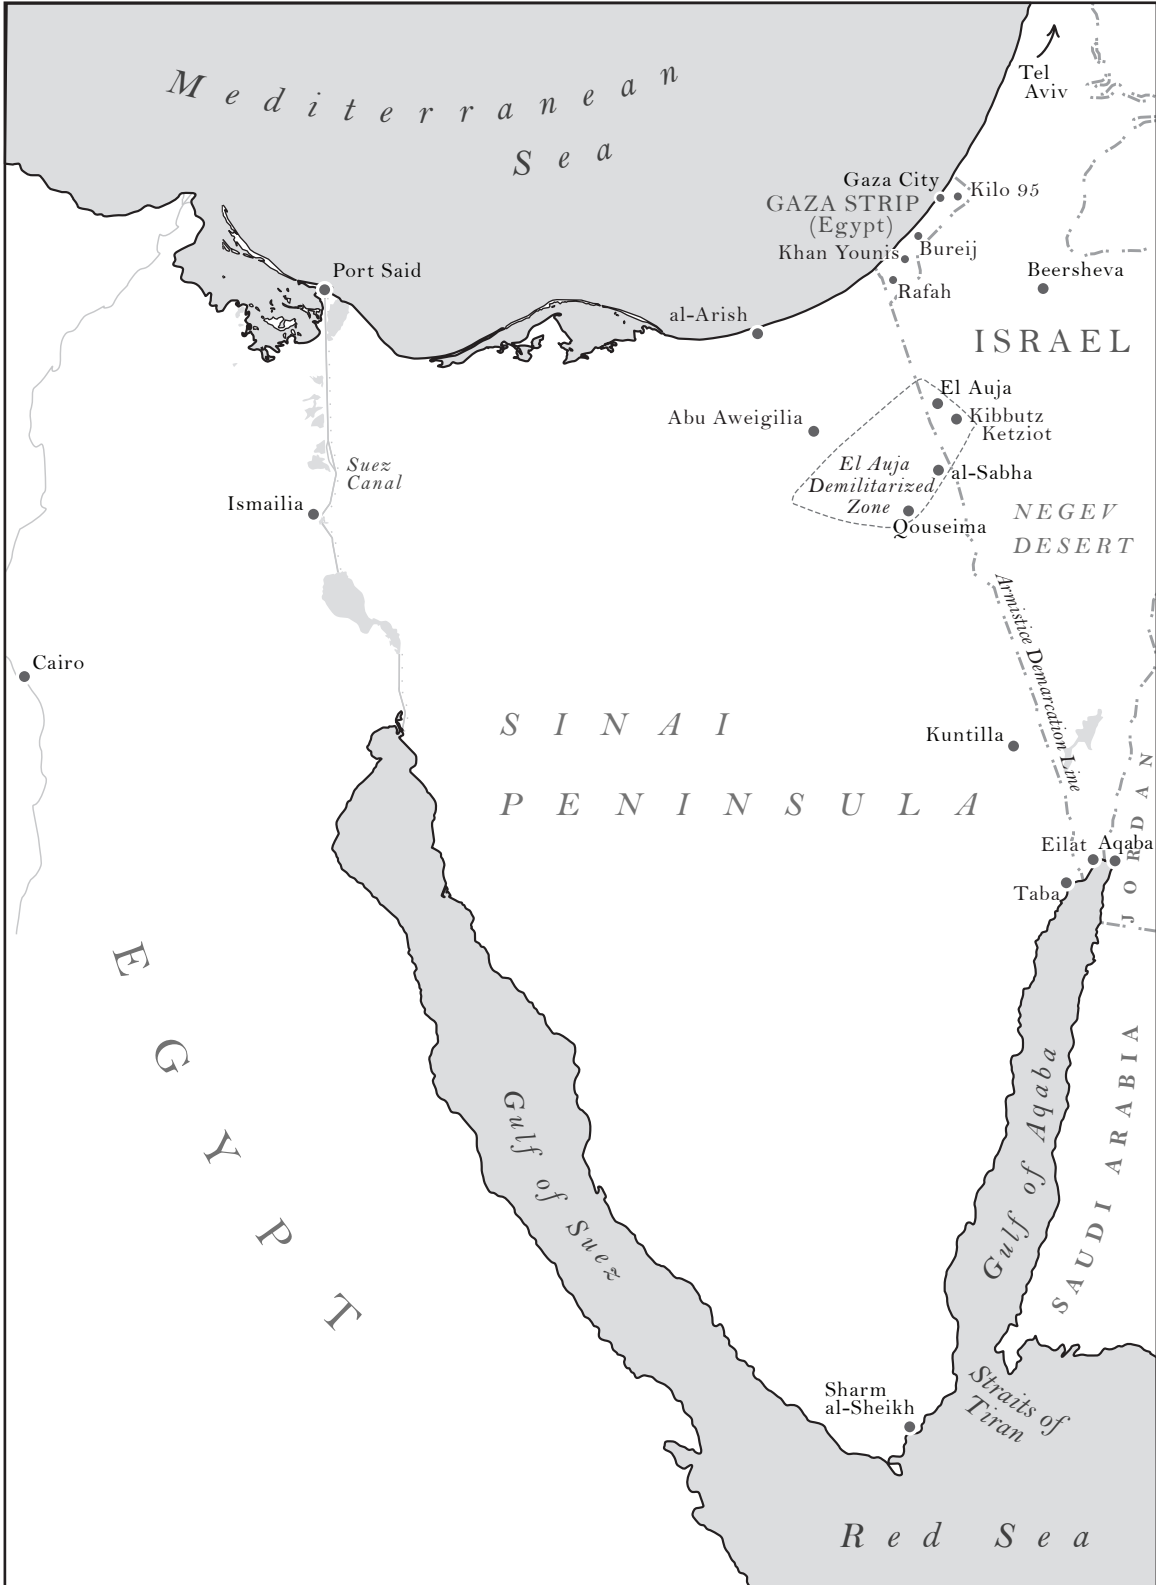 Mediterranean
Sea
Tel
Aviv
Gaza City
Kilo 95
GAZA STRIP
(Egypt)
Khan Younis
Bureij
Rafah
Beersheva
Port Said
al-Arish
ISRAEL
El Auja
Kibbutz
Ketziot
Abu Aweigilia
El Auja
Demilitarized
Zone
al-Sabha
Qouseima
Suez
Canal
Ismailia
NEGEV
DESERT
Armistice Demarcation Line
Cairo
SINAI
PENINSULA
Kuntilla
JORDAN
Eilat
Aqaba
Taba
EGYPT
Gulf of Suez
Gulf of Aqaba
SAUDI ARABIA
Sharm
al-Sheikh
Straits of
Tiran
Red Sea